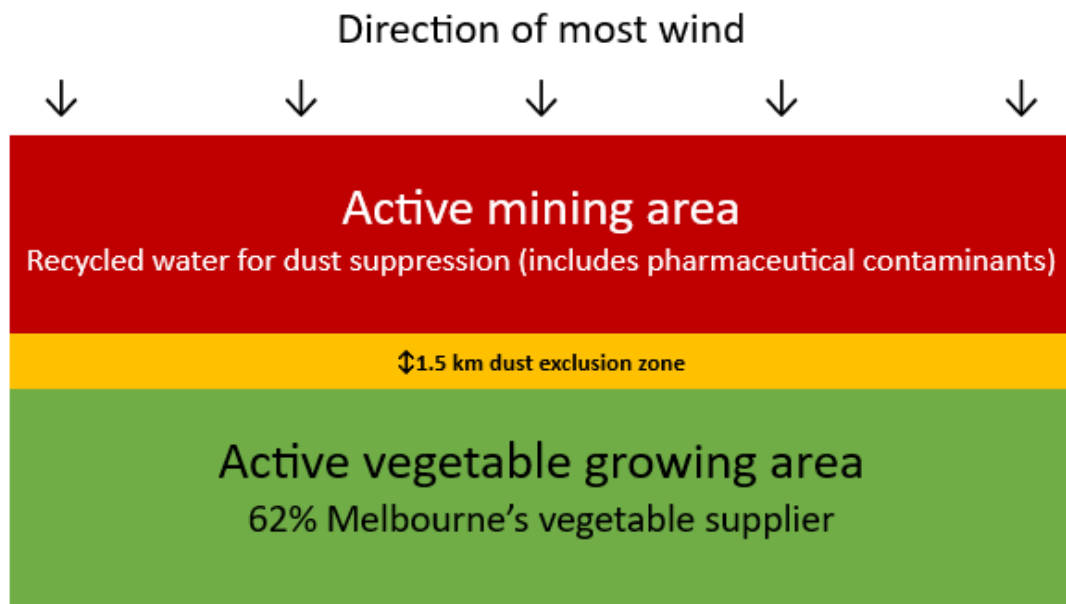 Direction of most wind
Active mining area
Recycled water for dust suppression (includes pharmaceutical contaminants)
↕1.5 km dust exclusion zone
Active vegetable growing area
62% Melbourne’s vegetable supplier